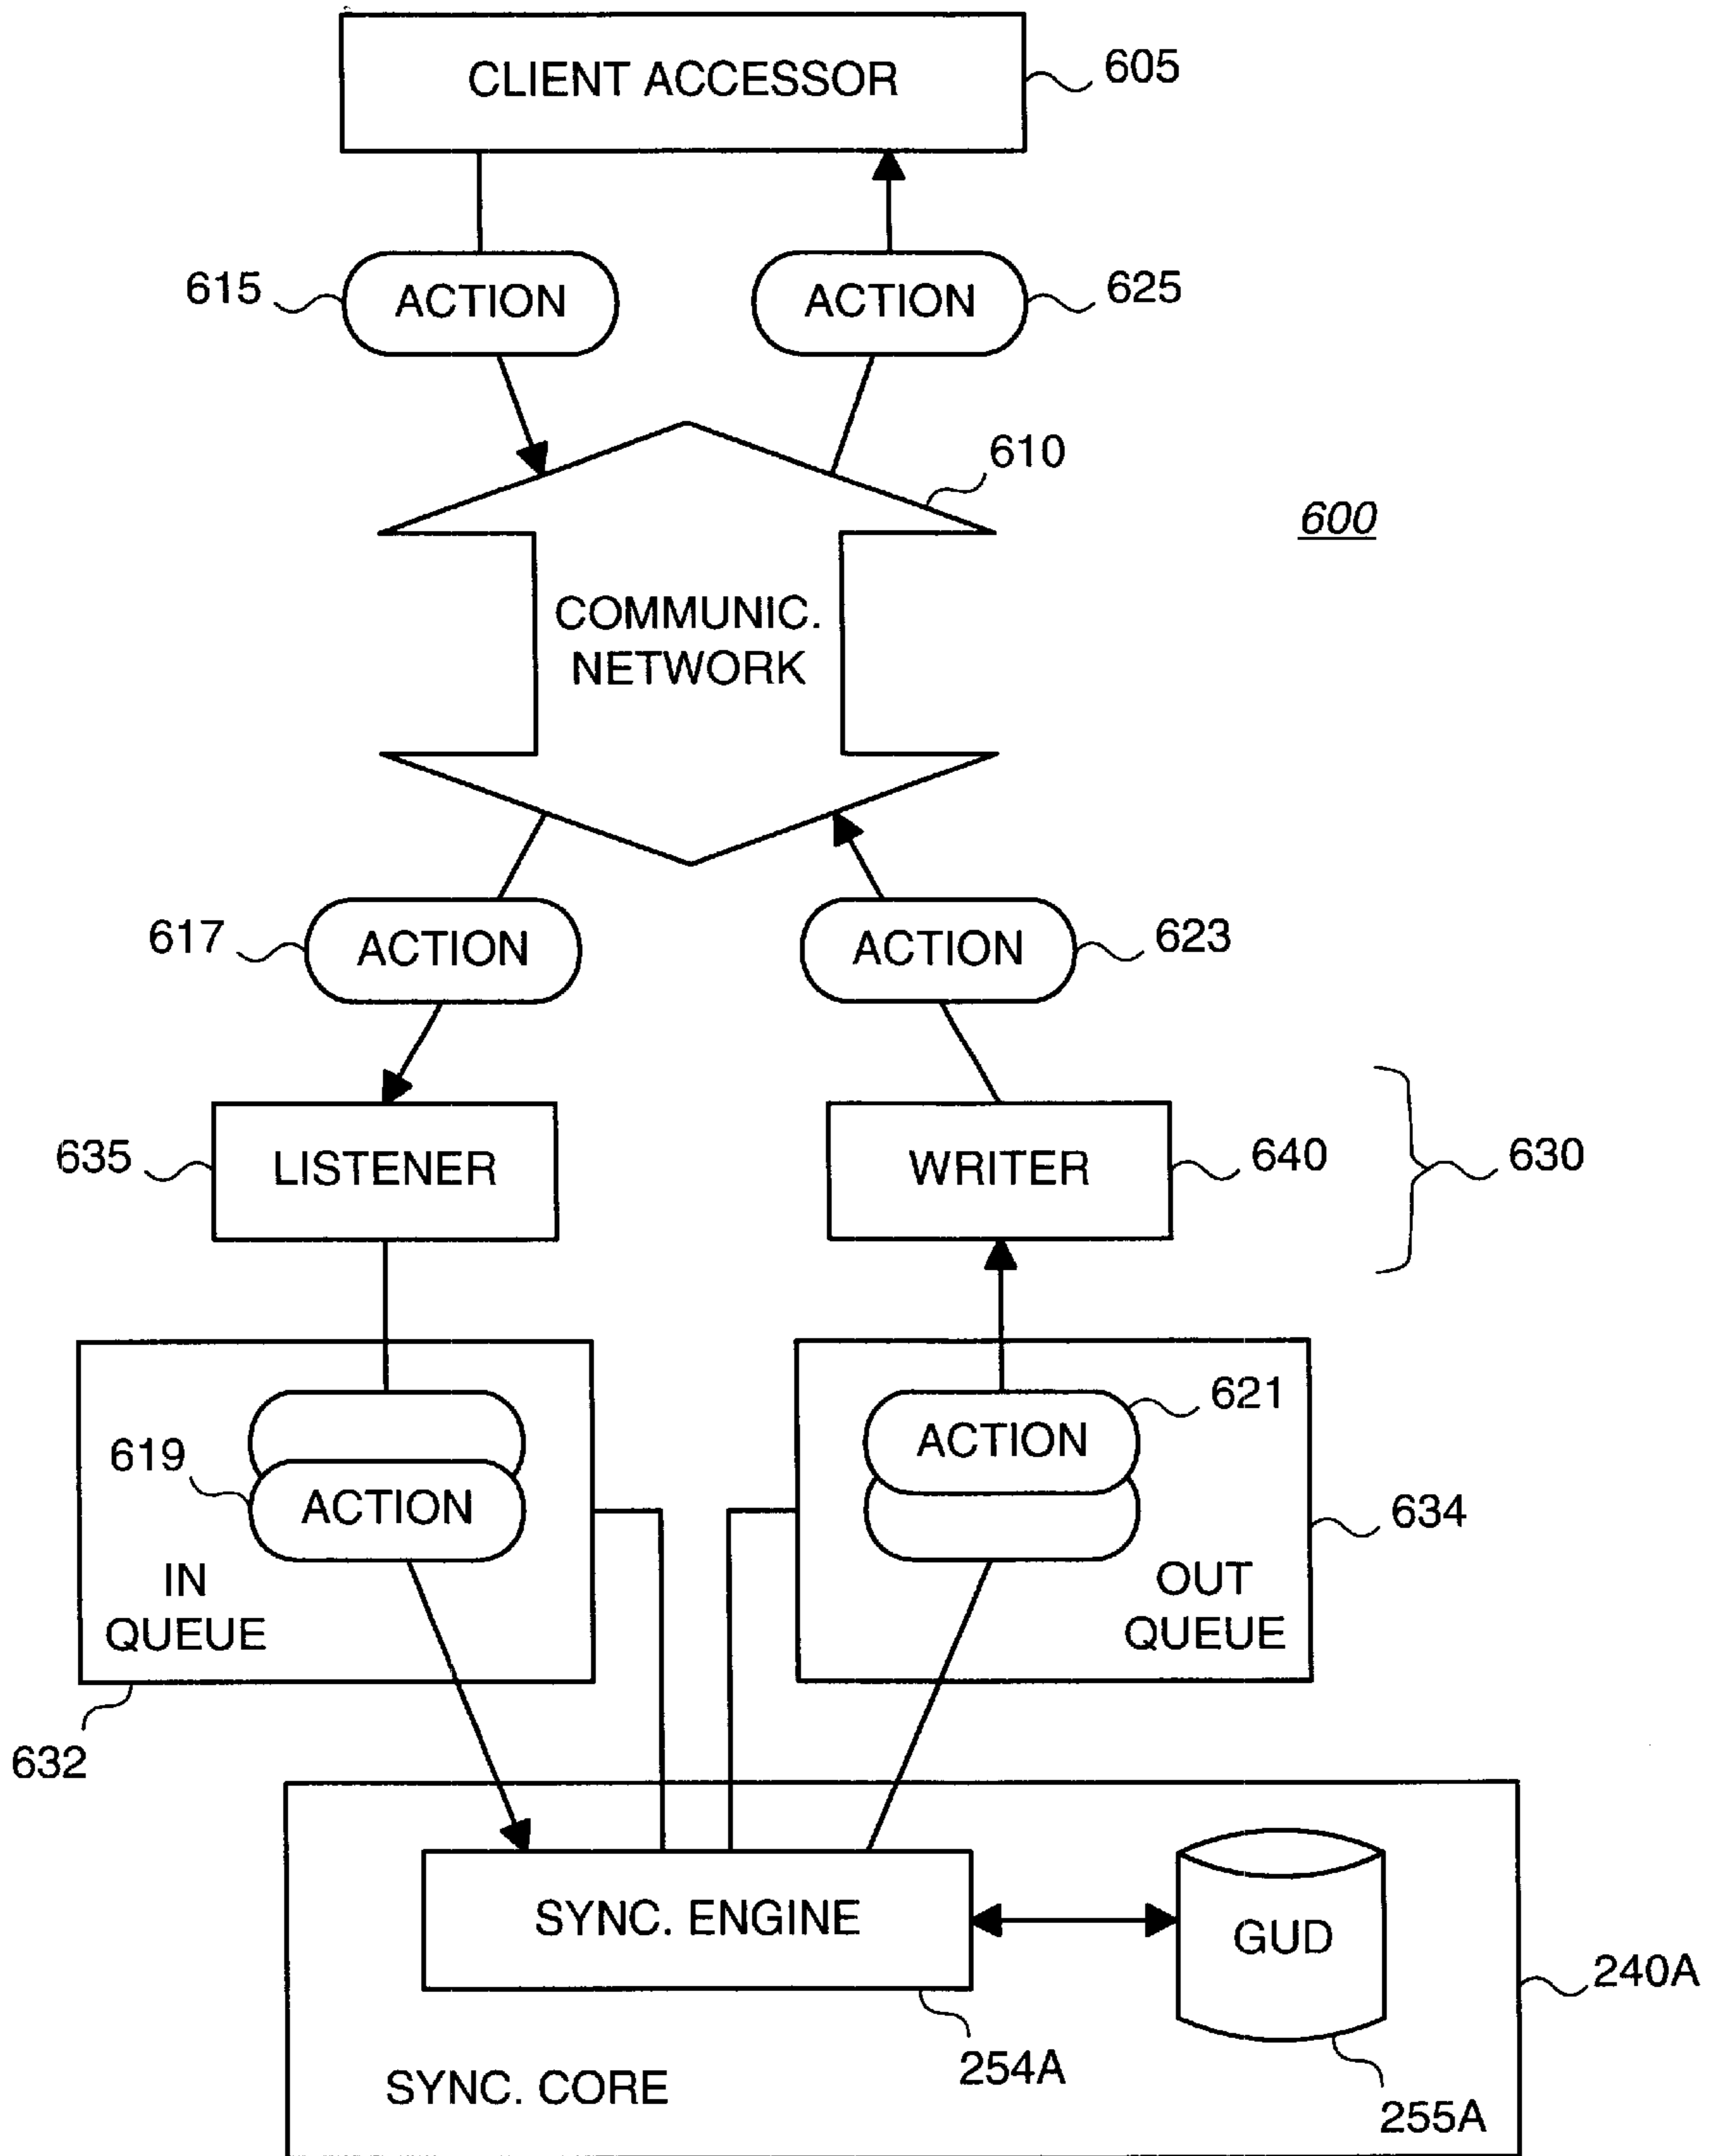 CLIENT ACCESSOR
605
615
ACTION
ACTION
625
610
600
COMMUNIC.
NETWORK
617
ACTION
ACTION
623
635
LISTENER
WRITER
640
630
619
ACTION
IN
QUEUE
632
ACTION
621
634
OUT
QUEUE
SYNC. ENGINE
GUD
240A
254A
255A
SYNC. CORE